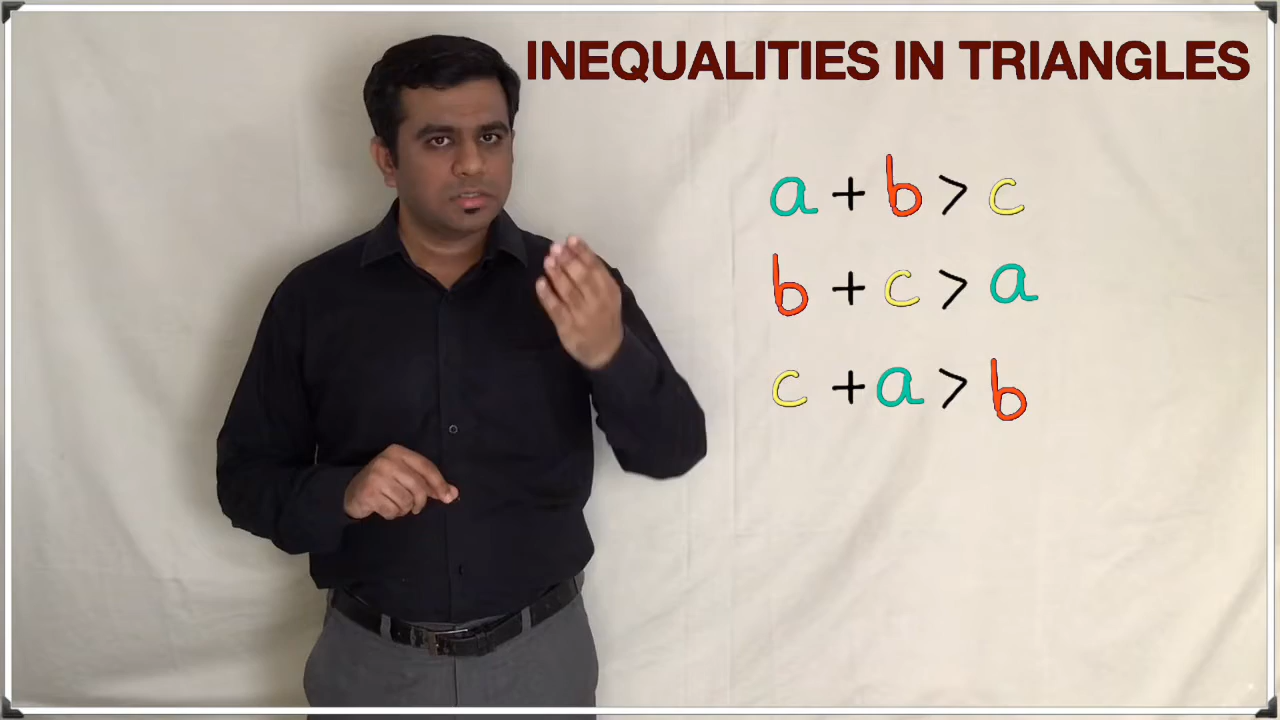 INEQUALITIES IN TRIANGLES
a + b > c
b + c > a
c + a > b